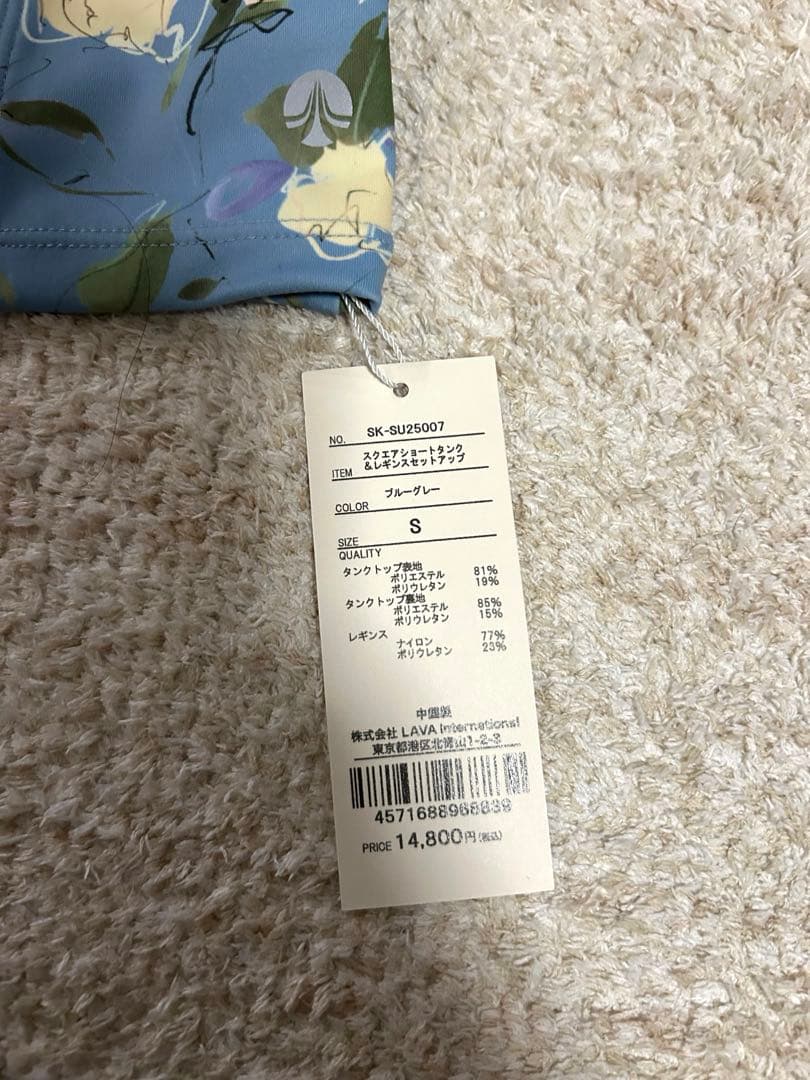 NO. SK-SU25007
ITEM スクエアショートタンク
&レギンスセットアップ
COLOR ブルーグレー
SIZE S
QUALITY
タンクトップ表地
ポリエステル 81%
ポリウレタン 19%
タンクトップ裏地
ポリエステル 85%
ポリウレタン 15%
レギンス
ナイロン 77%
ポリウレタン 23%
中国製
株式会社 LAVA International
東京都港区北青山1-2-3
4571688968839
PRICE 14,800円(税込)